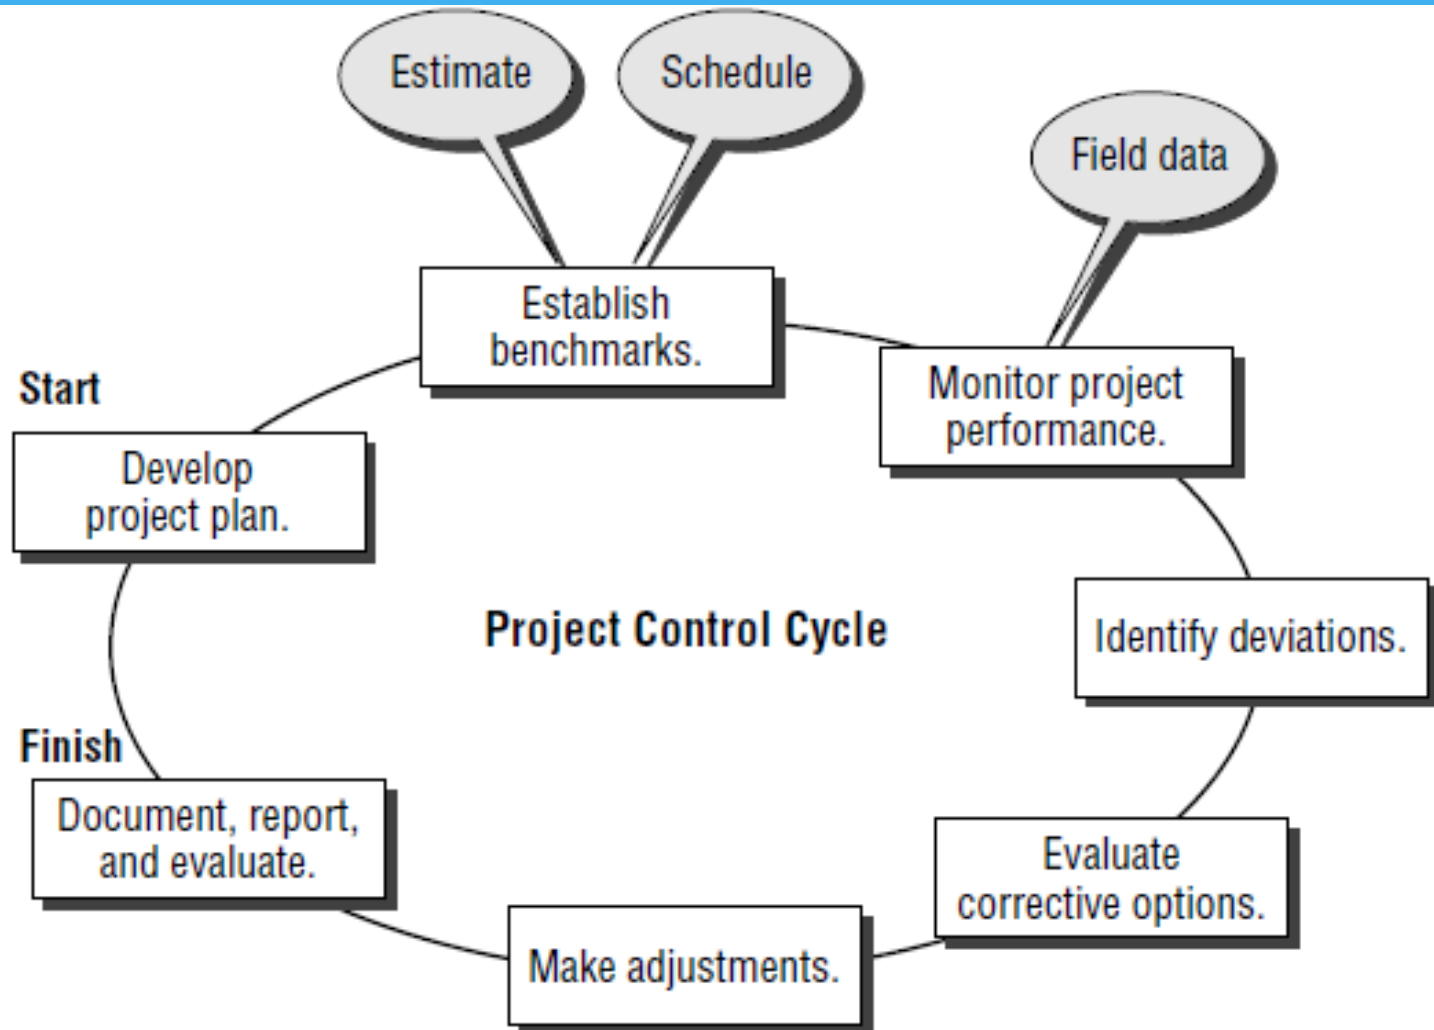 Estimate
Schedule
Field data
Establish
benchmarks.
Monitor project
performance.
Start
Develop
project plan.
Project Control Cycle
Identify deviations.
Finish
Document, report,
and evaluate.
Evaluate
corrective options.
Make adjustments.